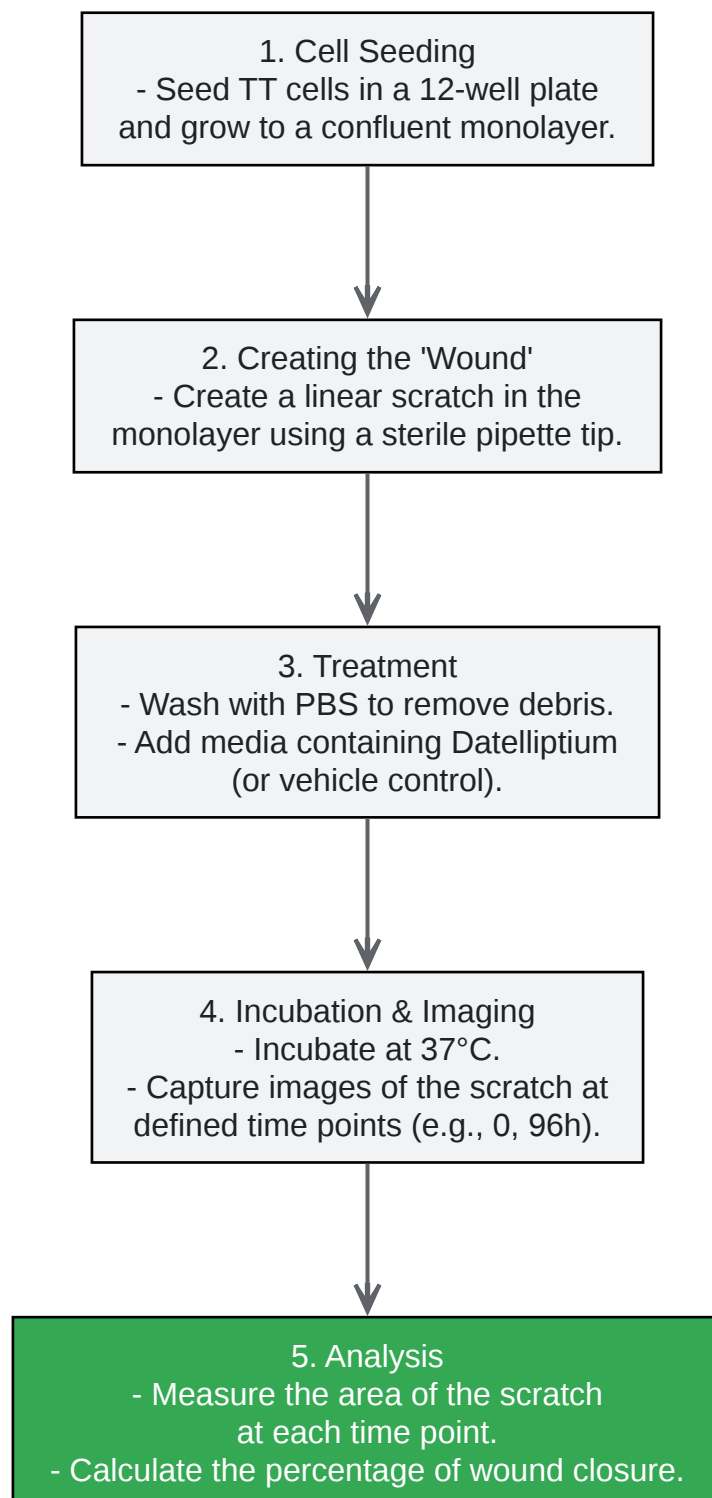 1. Cell Seeding
- Seed TT cells in a 12-well plate
and grow to a confluent monolayer.
2. Creating the 'Wound'
- Create a linear scratch in the
monolayer using a sterile pipette tip.
3. Treatment
- Wash with PBS to remove debris.
- Add media containing Datelliptium
(or vehicle control).
4. Incubation & Imaging
- Incubate at 37°C.
- Capture images of the scratch at
defined time points (e.g., 0, 96h).
5. Analysis
- Measure the area of the scratch
at each time point.
- Calculate the percentage of wound closure.